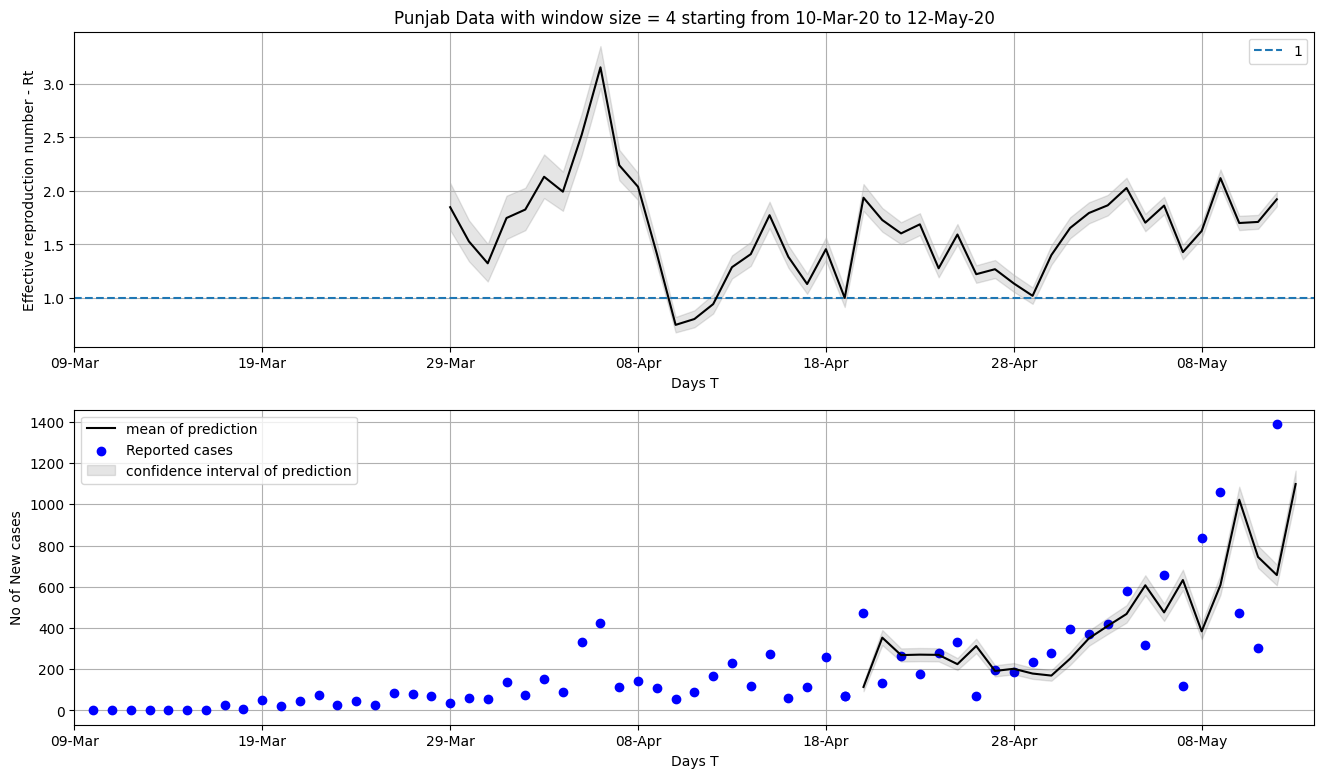 Punjab Data with window size = 4 starting from 10-Mar-20 to 12-May-20
1
Effective reproduction number - Rt
3.0
2.5
2.0
1.5
1.0
09-Mar 19-Mar 29-Mar 08-Apr 18-Apr 28-Apr 08-May
Days T
mean of prediction
Reported cases
confidence interval of prediction
No of New cases
1400
1200
1000
800
600
400
200
0
09-Mar 19-Mar 29-Mar 08-Apr 18-Apr 28-Apr 08-May
Days T